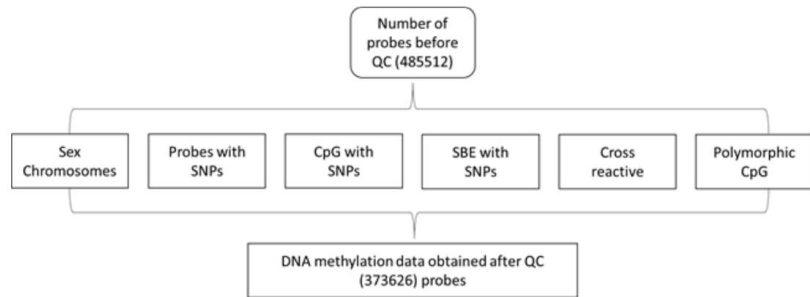 Number of
probes before
QC (485512)
Sex
Chromosomes
Probes with
SNPs
CpG with
SNPs
SBE with
SNPs
Cross
reactive
Polymorphic
CpG
DNA methylation data obtained after QC
(373626) probes